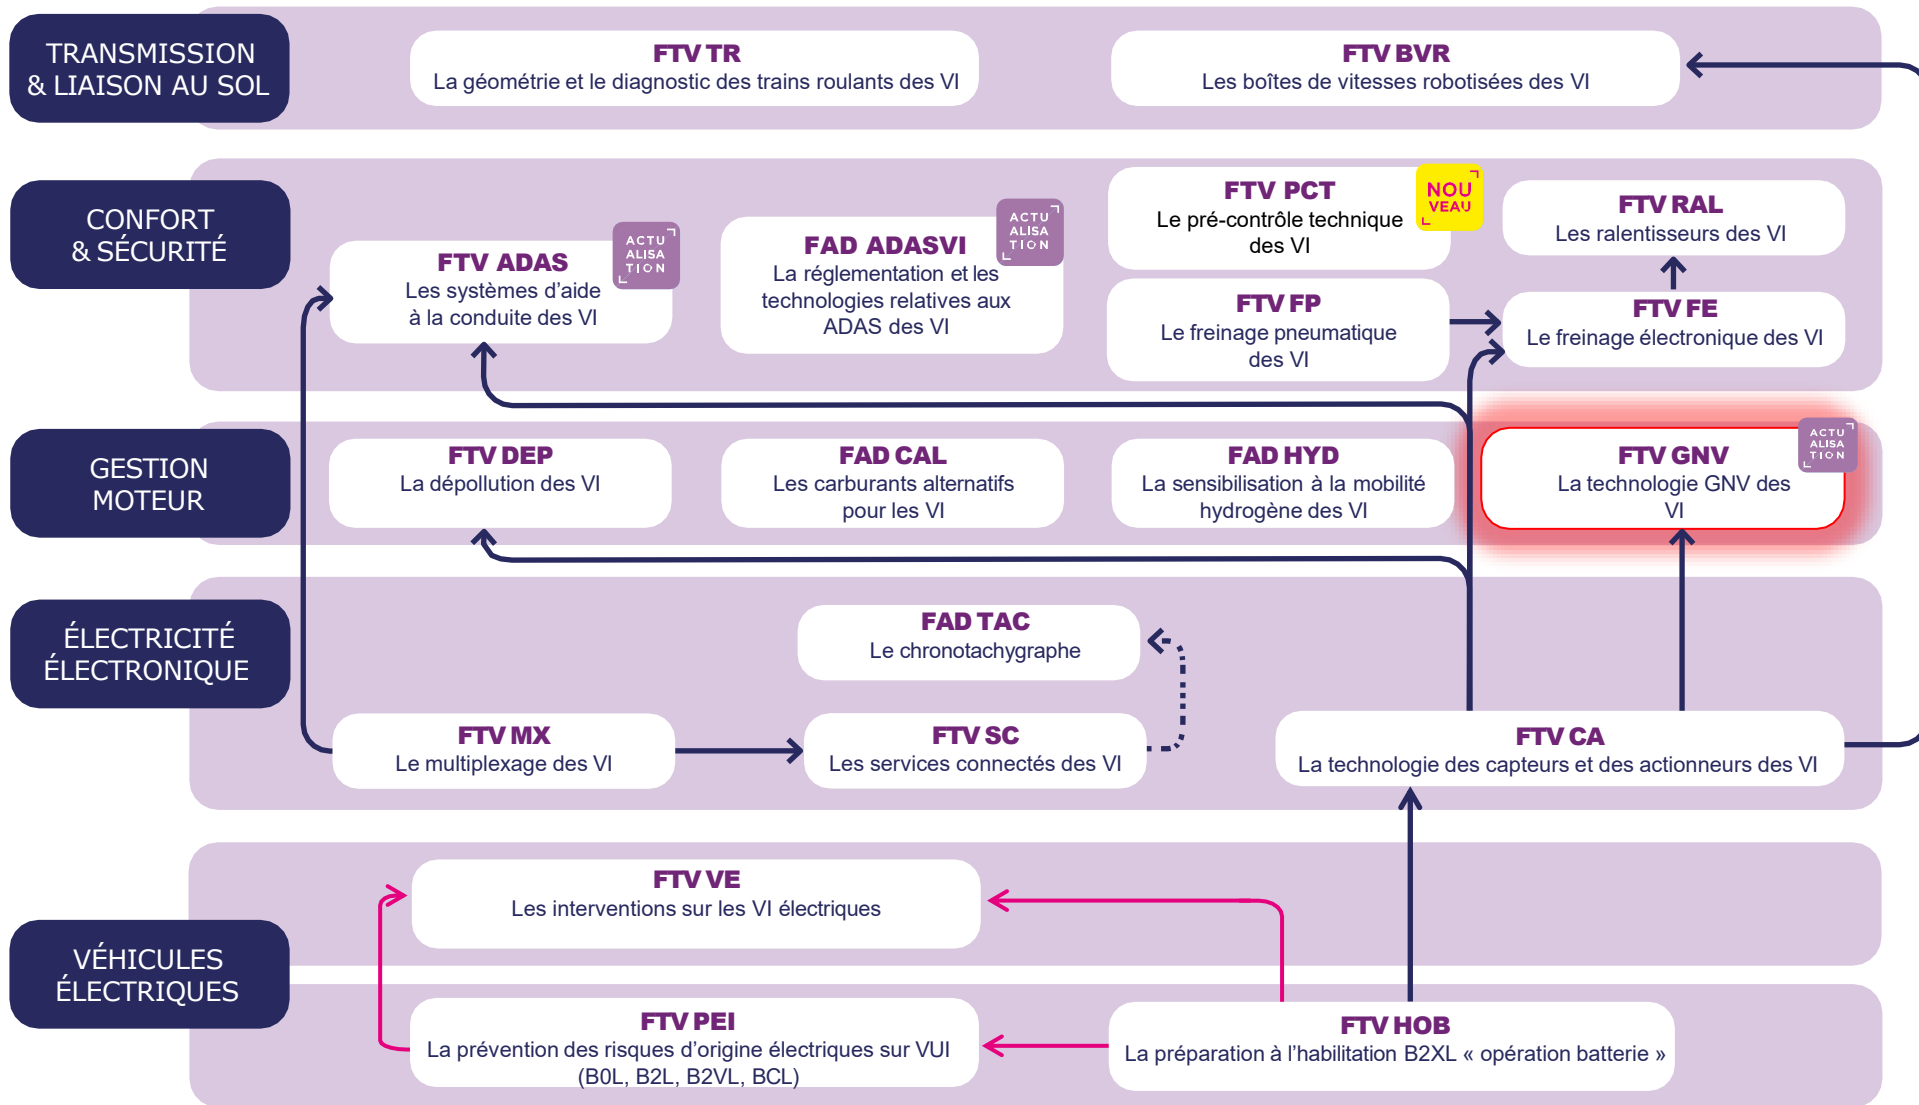 TRANSMISSION
& LIAISON AU SOL
FTV TR
La géométrie et le diagnostic des trains roulants des VI
FTV BVR
Les boîtes de vitesses robotisées des VI
CONFORT
& SÉCURITÉ
FTV ADAS
Les systèmes d'aide
à la conduite des VI
ACTU
ALISA
TION
FAD ADASVI
La réglementation et les
technologies relatives aux
ADAS des VI
ACTU
ALISA
TION
FTV PCT
Le pré-contrôle technique
des VI
NOU
VEAU
FTV FP
Le freinage pneumatique
des VI
FTV RAL
Les ralentisseurs des VI
FTV FE
Le freinage électronique des VI
GESTION
MOTEUR
FTV DEP
La dépollution des VI
FAD CAL
Les carburants alternatifs
pour les VI
FAD HYD
La sensibilisation à la mobilité
hydrogène des VI
FTV GNV
La technologie GNV des
VI
ACTU
ALISA
TION
ÉLECTRICITÉ
ÉLECTRONIQUE
FAD TAC
Le chronotachygraphe
FTV MX
Le multiplexage des VI
FTV SC
Les services connectés des VI
FTV CA
La technologie des capteurs et des actionneurs des VI
VÉHICULES
ÉLECTRIQUES
FTV VE
Les interventions sur les VI électriques
FTV PEI
La prévention des risques d'origine électriques sur VUI
(B0L, B2L, B2VL, BCL)
FTV HOB
La préparation à l'habilitation B2XL « opération batterie »